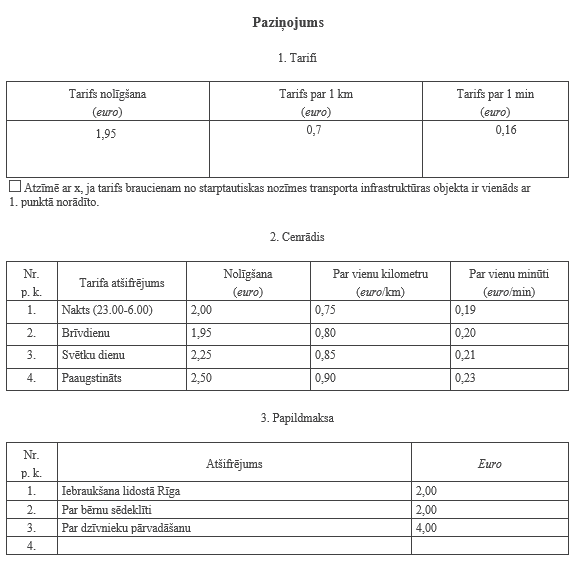 Paziņojums
1. Tarifi
Tarifs nolīgšana Tarifs par 1 km Tarifs par 1 min
(euro) (euro) (euro)
1,95 0,7 0,16
Atzīmē ar x, ja tarifs braucienam no starptautiskas nozīmes transporta infrastruktūras objekta ir vienāds ar
1. punktā norādīto.
2. Cenrādis
Nr. p. k. Tarifa atšifrējums Nolīgšana (euro) Par vienu kilometru (euro/km) Par vienu minūti (euro/min)
1. Nakts (23.00-6.00) 2,00 0,75 0,19
2. Brīvdienu 1,95 0,80 0,20
3. Svētku dienu 2,25 0,85 0,21
4. Paaugstināts 2,50 0,90 0,23
3. Papildmaksa
Nr. p. k. Atšifrējums Euro
1. Iebraukšana lidostā Rīga 2,00
2. Par bērnu sēdeklīti 2,00
3. Par dzīvnieku pārvadāšanu 4,00
4.